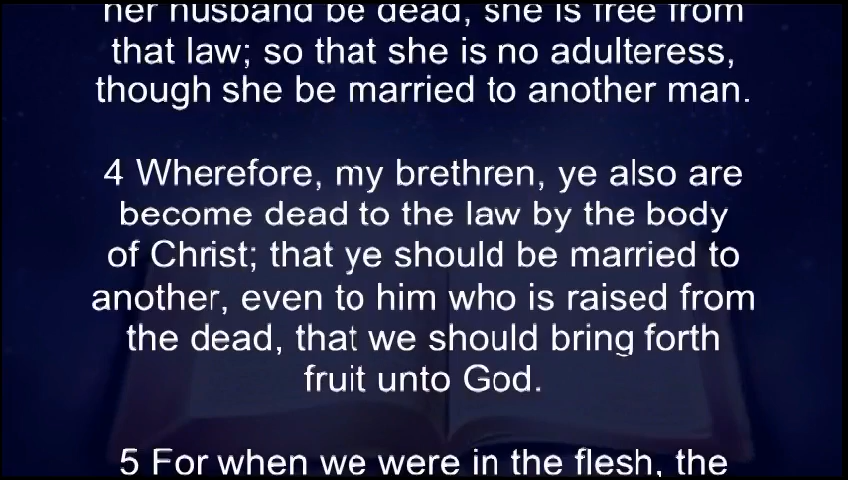 her husband be dead, she is free from
that law; so that she is no adulteress,
though she be married to another man.
4 Wherefore, my brethren, ye also are
become dead to the law by the body
of Christ; that ye should be married to
another, even to him who is raised from
the dead, that we should bring forth
fruit unto God.
5 For when we were in the flesh, the